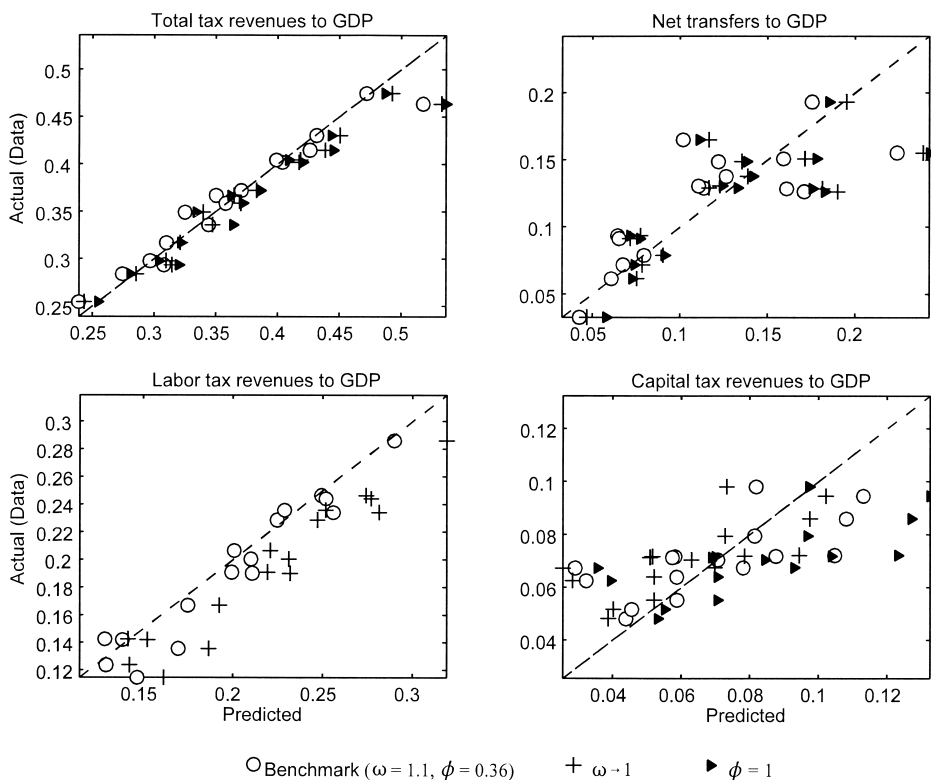 Total tax revenues to GDP
Net transfers to GDP
Actual (Data)
0.5
0.45
0.4
0.35
0.3
0.25
0.25 0.3 0.35 0.4 0.45 0.5
0.2
0.15
0.1
0.05
0.05 0.1 0.15 0.2
Labor tax revenues to GDP
Capital tax revenues to GDP
Actual (Data)
0.3
0.28
0.26
0.24
0.22
0.2
0.18
0.16
0.14
0.12
0.15 0.2 0.25 0.3
Predicted
0.12
0.1
0.08
0.06
0.04
0.04 0.06 0.08 0.1 0.12
Predicted
Benchmark (ω = 1.1, ϕ = 0.36) ω→1 ϕ = 1